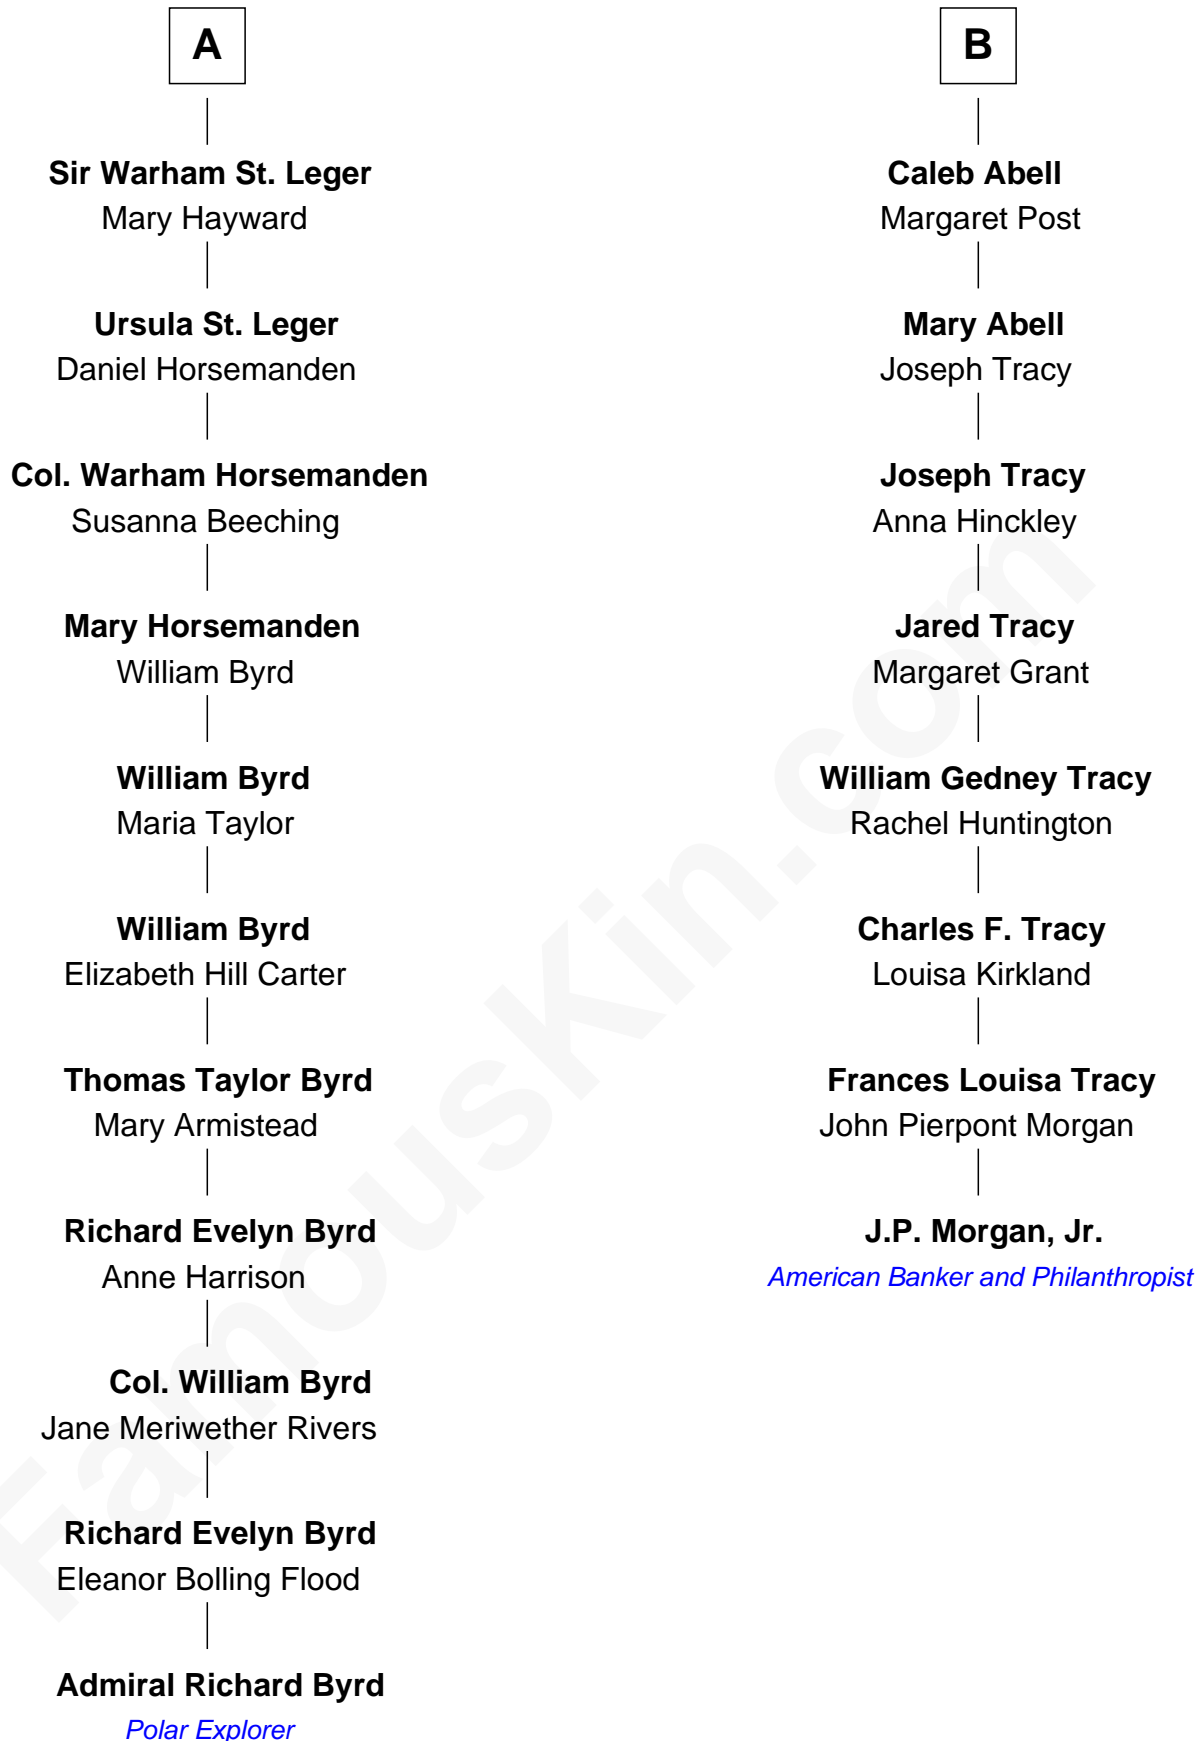 A
Sir Warham St. Leger
Mary Hayward
Ursula St. Leger
Daniel Horsemanden
Col. Warham Horsemanden
Susanna Beeching
Mary Horsemanden
William Byrd
William Byrd
Maria Taylor
William Byrd
Elizabeth Hill Carter
Thomas Taylor Byrd
Mary Armistead
Richard Evelyn Byrd
Anne Harrison
Col. William Byrd
Jane Meriwether Rivers
Richard Evelyn Byrd
Eleanor Bolling Flood
Admiral Richard Byrd
Polar Explorer
B
Caleb Abell
Margaret Post
Mary Abell
Joseph Tracy
Joseph Tracy
Anna Hinckley
Jared Tracy
Margaret Grant
William Gedney Tracy
Rachel Huntington
Charles F. Tracy
Louisa Kirkland
Frances Louisa Tracy
John Pierpont Morgan
J.P. Morgan, Jr.
American Banker and Philanthropist
FamousKin.com